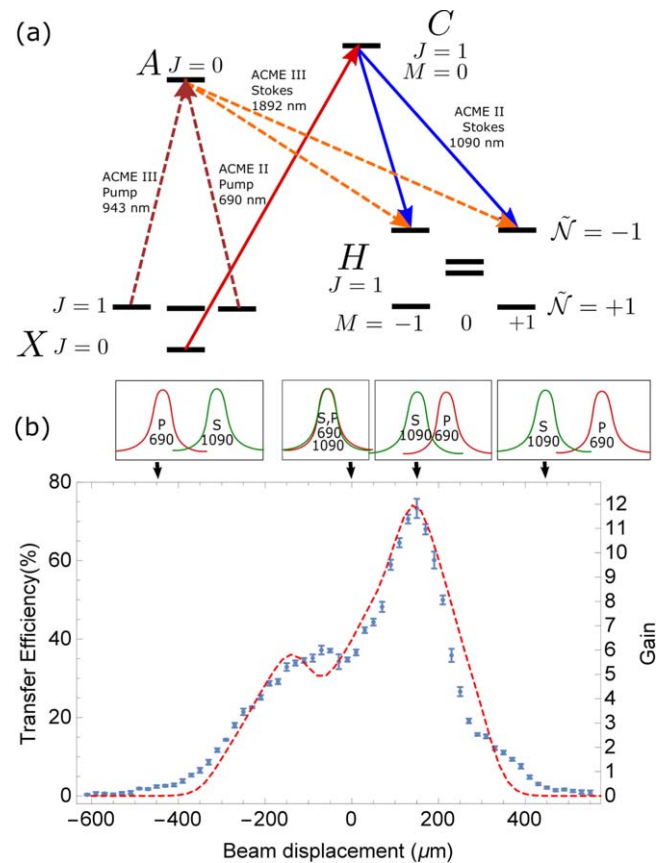 (a)
C
J = 1
M = 0
A J = 0
ACME III
Stokes
1892 nm
ACME II
Stokes
1090 nm
ACME III
Pump
943 nm
ACME II
Pump
690 nm
Ñ = −1
H
J = 1
J = 1
Ñ = +1
X J = 0
M = −1 0 +1
(b)
P
690
S
1090
S,P
690
1090
S
1090
P
690
S
1090
P
690
80
60
40
20
0
Transfer Efficiency(%)
12
11
10
9
8
7
6
5
4
3
2
1
0
Gain
−600 −400 −200 0 200 400
Beam displacement (μm)